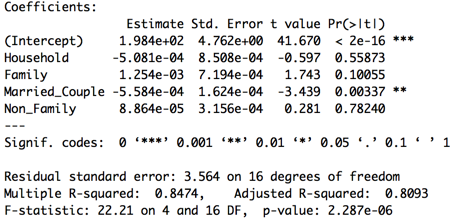 Coefficients:
Estimate Std. Error t value Pr(>|t|)
(Intercept) 1.984e+02 4.762e+00 41.670 < 2e-16 ***
Household -5.081e-04 8.508e-04 -0.597 0.55873
Family 1.254e-03 7.194e-04 1.743 0.10055
Married_Couple -5.584e-04 1.624e-04 -3.439 0.00337 **
Non_Family 8.864e-05 3.156e-04 0.281 0.78240
---
Signif. codes: 0 ‘***’ 0.001 ‘**’ 0.01 ‘*’ 0.05 ‘.’ 0.1 ‘ ’ 1
Residual standard error: 3.564 on 16 degrees of freedom
Multiple R-squared: 0.8474, Adjusted R-squared: 0.8093
F-statistic: 22.21 on 4 and 16 DF, p-value: 2.287e-06